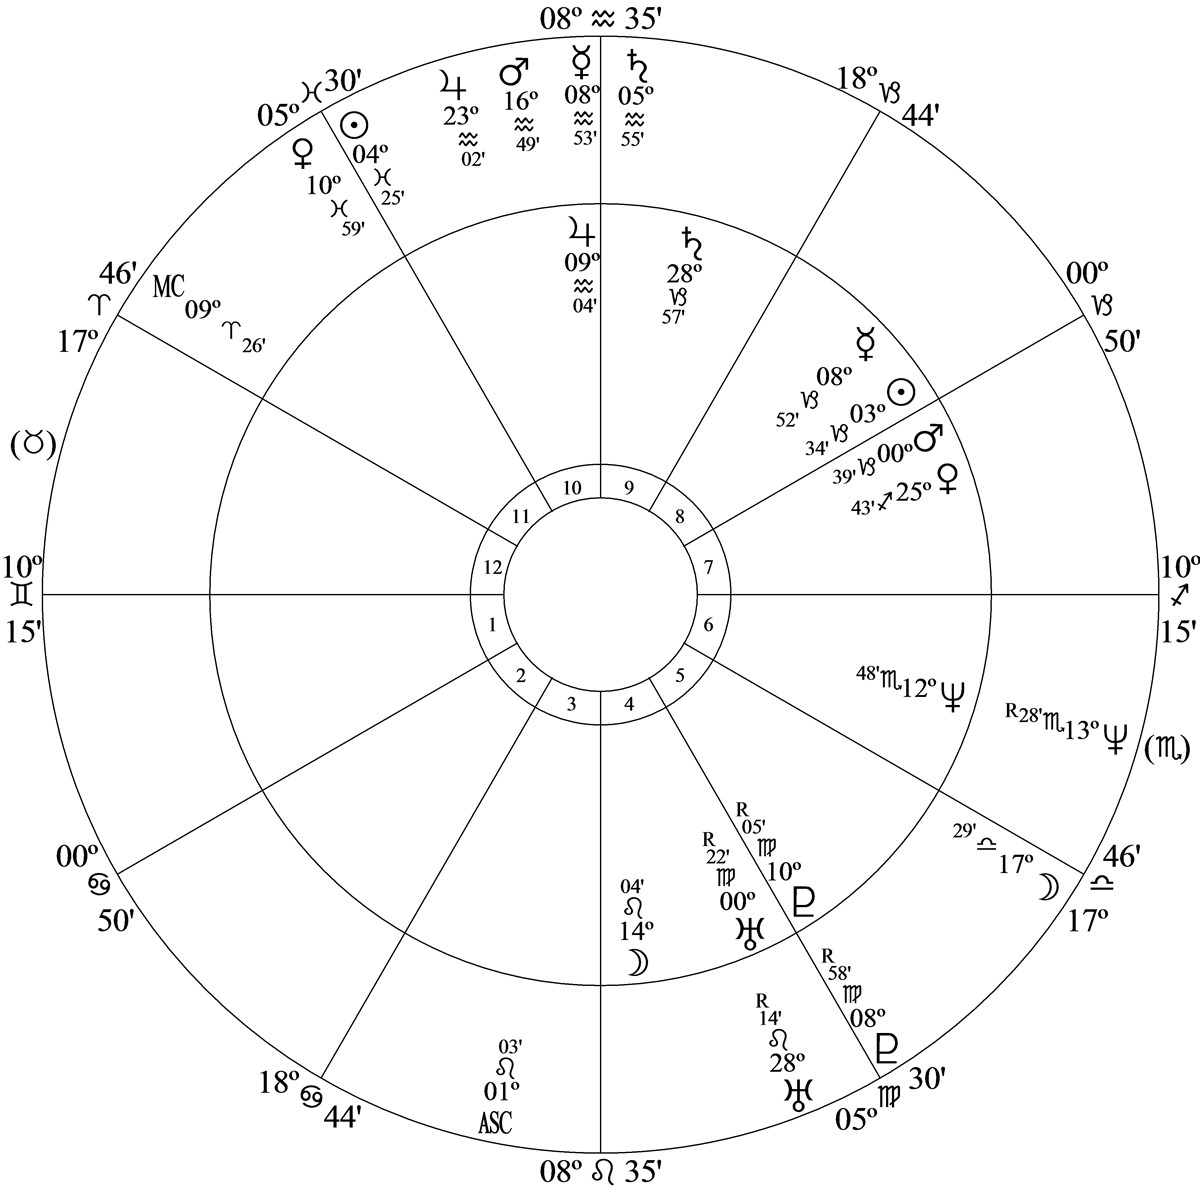 08º ♒ 35'
18º ♑ 44'
00º ♑ 50'
10º ♐ 15'
(♏)
46' ♎ 17º
30' ♍ 05º
08º ♌ 35'
18º ♋ 44'
00º ♋ 50'
10º ♊ 15'
(♉)
46' ♈ 17º
05º ♓ 30'
♄ 05º ♒ 55'
☿ 08º ♒ 53'
♂ 16º ♒ 49'
♃ 23º ♒ 02'
☉ 04º ♓ 25'
♀ 10º ♓ 59'
MC 09º ♈ 26'
ASC 01º ♌ 03'
♅ 28º ♌ 14' R
♇ 08º ♍ 58' R
☽ 17º ♎ 29'
♆ 13º ♏ 28' R
♃ 09º ♒ 04'
♄ 28º ♑ 57'
☿ 08º ♑ 52'
☉ 03º ♑ 34'
♂ 00º ♑ 39'
♀ 25º ♐ 43'
♆ 12º ♏ 48'
♇ 10º ♍ 05' R
♅ 00º ♍ 22' R
☽ 14º ♌ 04'
1
2
3
4
5
6
7
8
9
10
11
12